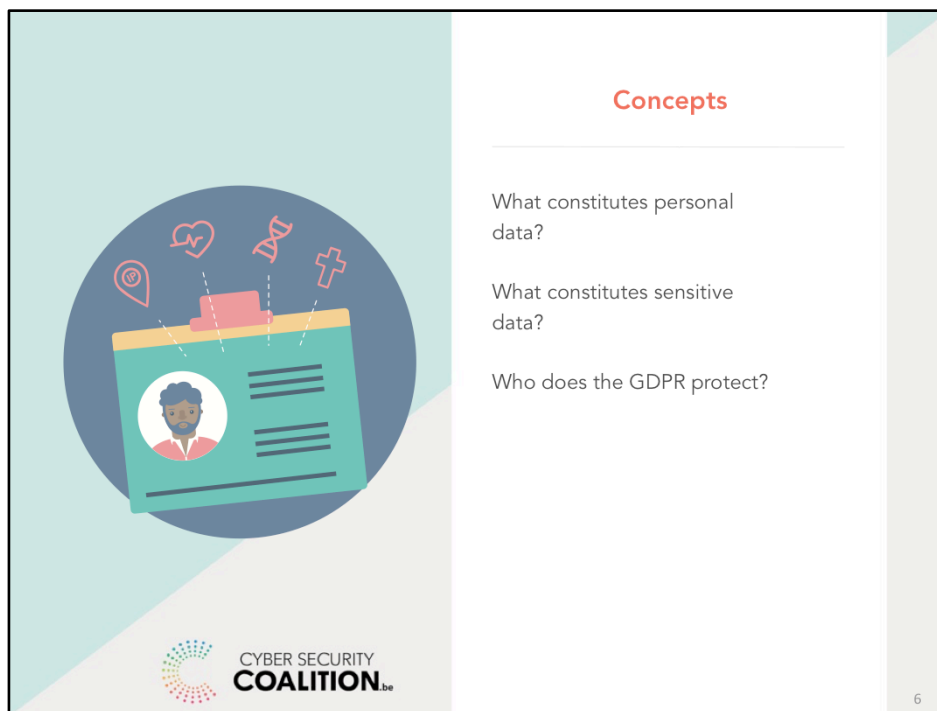 Concepts
What constitutes personal
data?
What constitutes sensitive
data?
Who does the GDPR protect?
IP
CYBER SECURITY
COALITION.be
6